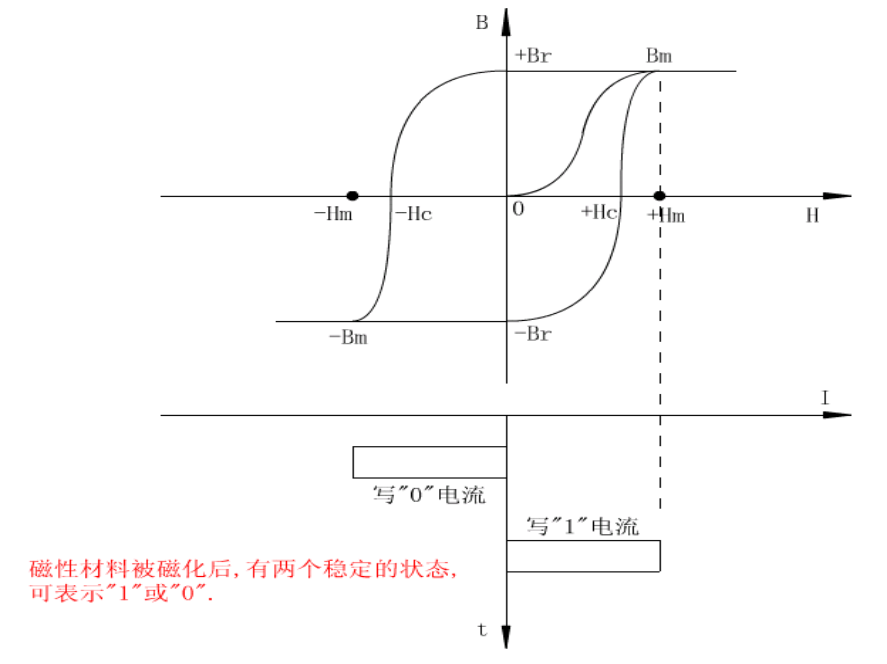 B
+Br
Bm
-Hm
-Hc
0
+Hc
+Hm
H
-Bm
-Br
I
写"0"电流
写"1"电流
磁性材料被磁化后,有两个稳定的状态,
可表示"1"或"0".
t